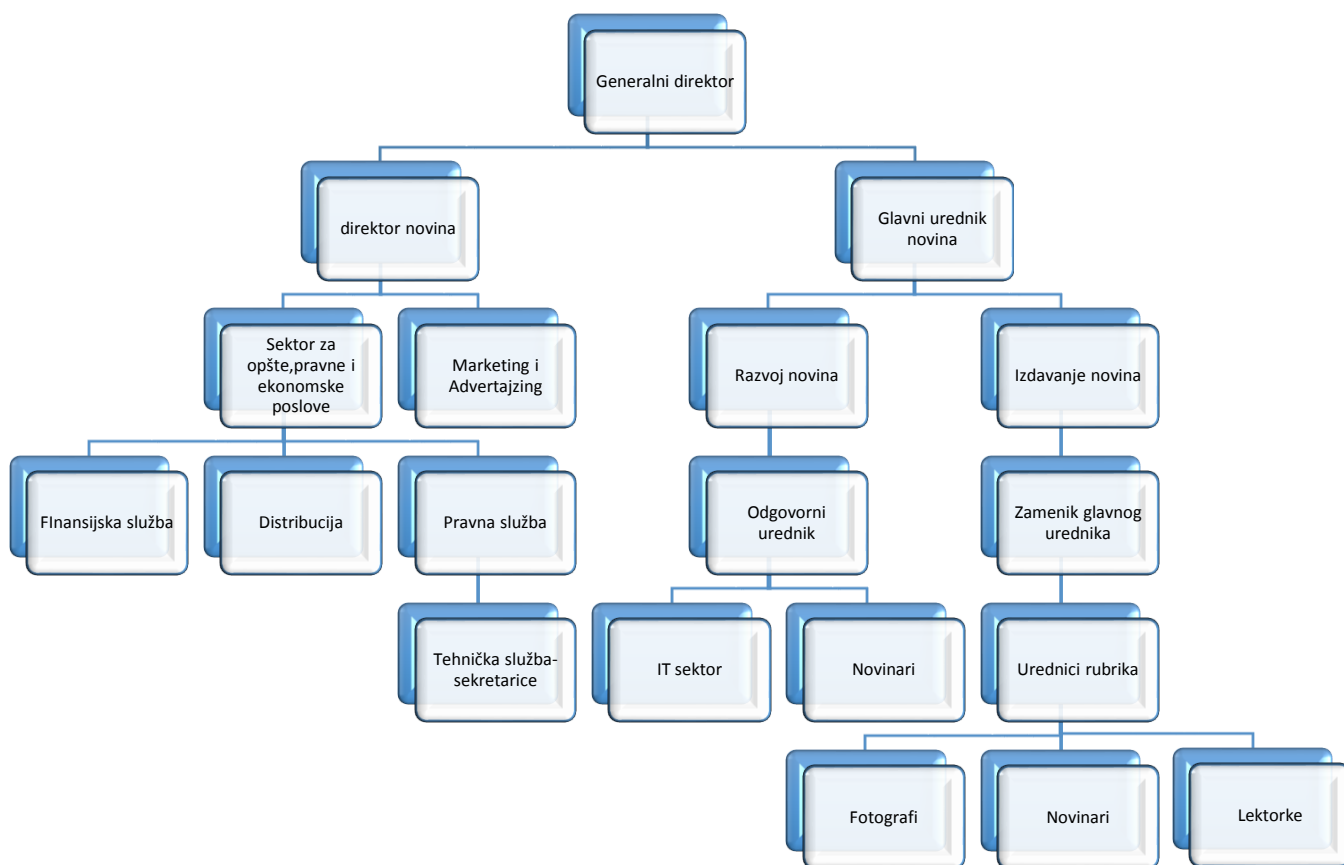 Generalni direktor
direktor novina
Glavni urednik
novina
Sektor za
opšte,pravne i
ekonomske
poslove
Marketing i
Advertajzing
Razvoj novina
Izdavanje novina
FInansijska služba
Distribucija
Pravna služba
Odgovorni
urednik
Zamenik glavnog
urednika
Tehnička služba-
sekretarice
IT sektor
Novinari
Urednici rubrika
Fotografi
Novinari
Lektorke